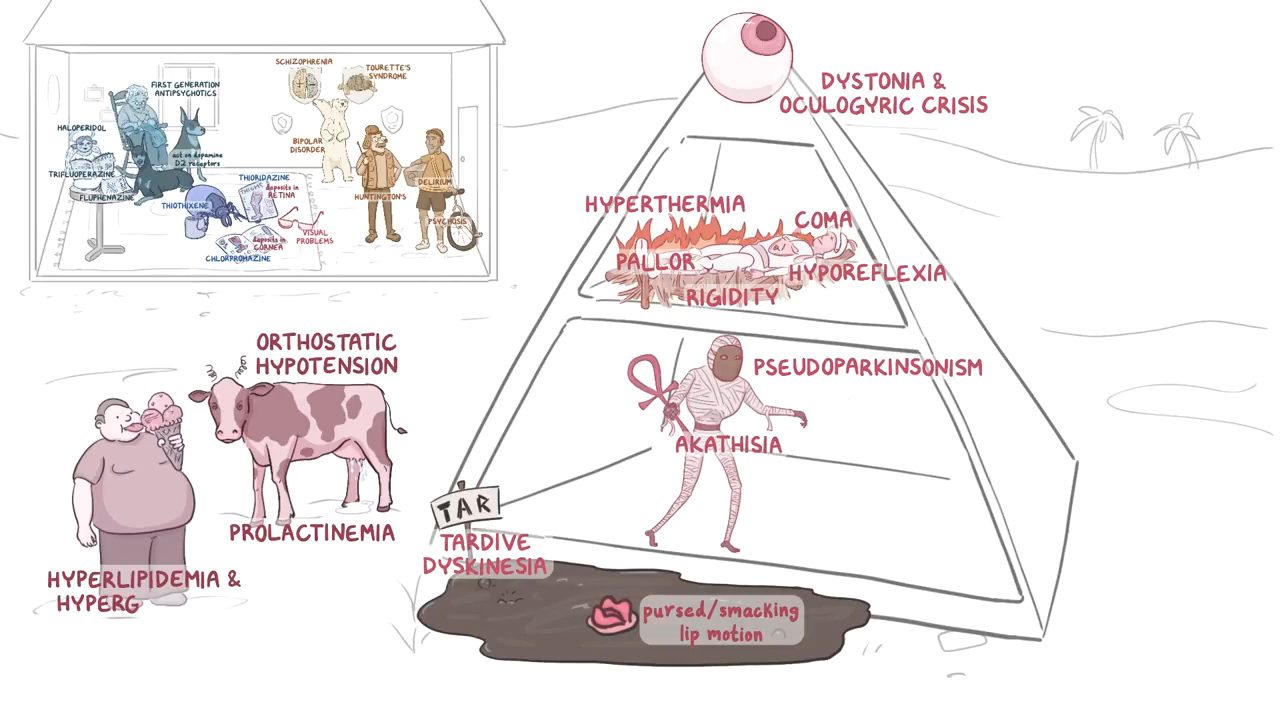 SCHIZOPHRENIA
TOURETTE'S
SYNDROME
FIRST GENERATION
ANTIPSYCHOTICS
HALOPERIDOL
act on dopamine
D2 receptors
BIPOLAR
DISORDER
TRIFLUOPERAZINE
FLUPHENAZINE
THIOTHIXENE
THIORIDAZINE
deposits in
RETINA
HUNTINGTON'S
DELIRIUM
PSYCHOSIS
VISUAL
PROBLEMS
deposits in
CORNEA
CHLORPROMAZINE
DYSTONIA &
OCULOGYRIC CRISIS
HYPERTHERMIA
COMA
PALLOR
HYPOREFLEXIA
RIGIDITY
PSEUDOPARKINSONISM
AKATHISIA
ORTHOSTATIC
HYPOTENSION
PROLACTINEMIA
HYPERLIPIDEMIA &
HYPERG
TAR
TARDIVE
DYSKINESIA
pursed/smacking
lip motion